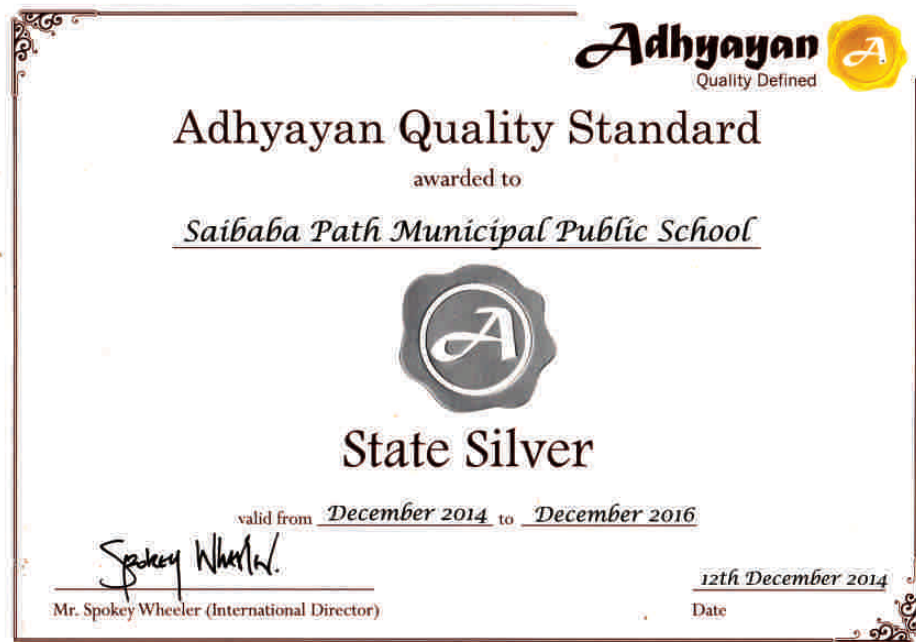 Adhyayan
Quality Defined
A
Adhyayan Quality Standard
awarded to
Saibaba Path Municipal Public School
A
State Silver
valid from December 2014 to December 2016
Spokey Wheeler.
12th December 2014
Mr. Spokey Wheeler (International Director)
Date